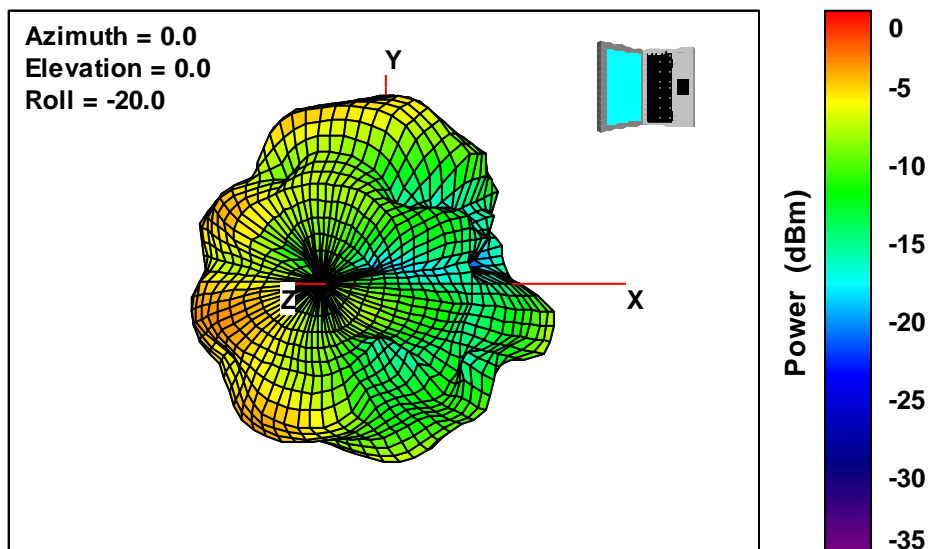 Azimuth = 0.0
Elevation = 0.0
Roll = -20.0
Y
Z
X
Power (dBm)
0
-5
-10
-15
-20
-25
-30
-35